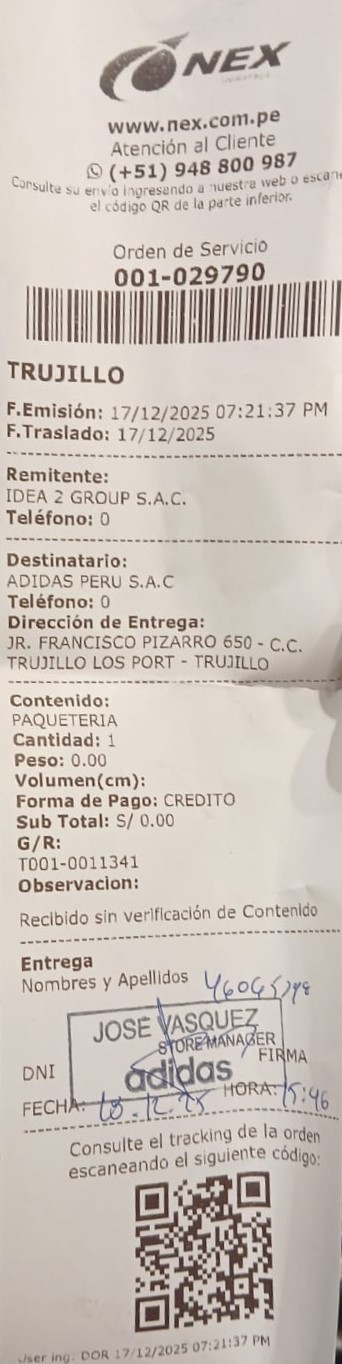 NEX
www.nex.com.pe
Atención al Cliente
(+51) 948 800 987
Consulte su envío ingresando a nuestra web o escane
el código QR de la parte inferior.
Orden de Servicio
001-029790
TRUJILLO
F.Emisión: 17/12/2025 07:21:37 PM
F.Traslado: 17/12/2025
Remitente:
IDEA 2 GROUP S.A.C.
Teléfono: 0
Destinatario:
ADIDAS PERU S.A.C
Teléfono: 0
Dirección de Entrega:
JR. FRANCISCO PIZARRO 650 - C.C.
TRUJILLO LOS PORT - TRUJILLO
Contenido:
PAQUETERIA
Cantidad: 1
Peso: 0.00
Volumen(cm):
Forma de Pago: CREDITO
Sub Total: S/ 0.00
G/R:
T001-0011341
Observacion:
Recibido sin verificación de Contenido
Entrega
Nombres y Apellidos
JOSE VASQUEZ
STORE MANAGER
FIRMA
DNI adidas
FECHA: 18.12.25 HORA: 15:46
Consulte el tracking de la orden
escaneando el siguiente código:
User ing: DOR 17/12/2025 07:21:37 PM